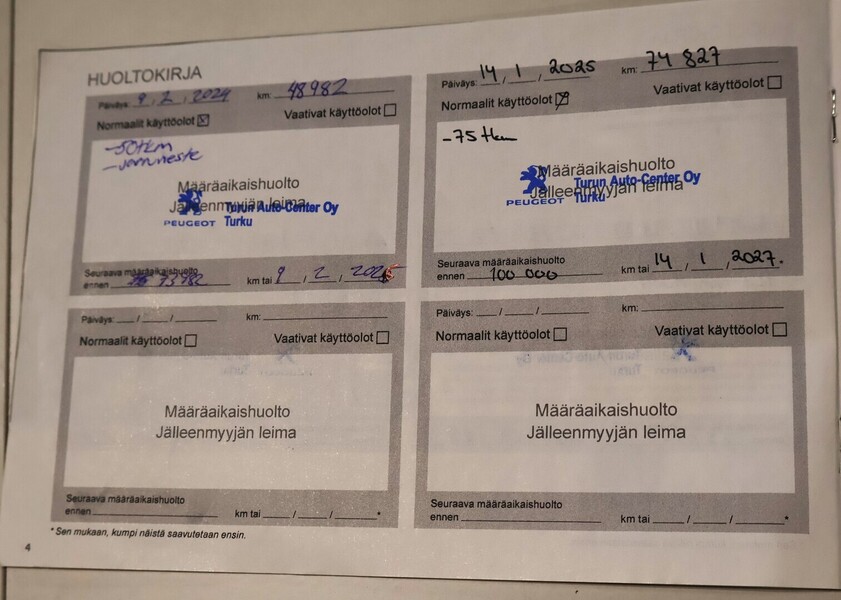 HUOLTOKIRJA
Päiväys: 9 / 2 / 2024 km: 48982
Normaalit käyttöolot Vaativat käyttöolot
-50tkm
-jarruneste
Määräaikaishuolto
Jälleenmyyjän leima
PEUGEOT
Turun Auto-Center Oy
Turku
Seuraava määräaikaishuolto
ennen 73982 km tai 9 / 2 /
Päiväys: 14 / 1 / 2025 km: 74 827
Normaalit käyttöolot Vaativat käyttöolot
-75 tkm
Määräaikaishuolto
Jälleenmyyjän leima
PEUGEOT
Turun Auto-Center Oy
Turku
Seuraava määräaikaishuolto
ennen 100 000 km tai 14 / 1 / 2027.
Päiväys: / / km:
Normaalit käyttöolot Vaativat käyttöolot
Määräaikaishuolto
Jälleenmyyjän leima
Seuraava määräaikaishuolto
ennen km tai / / *
Päiväys: / / km:
Normaalit käyttöolot Vaativat käyttöolot
Määräaikaishuolto
Jälleenmyyjän leima
Seuraava määräaikaishuolto
ennen km tai / / *
* Sen mukaan, kumpi näistä saavutetaan ensin.
4